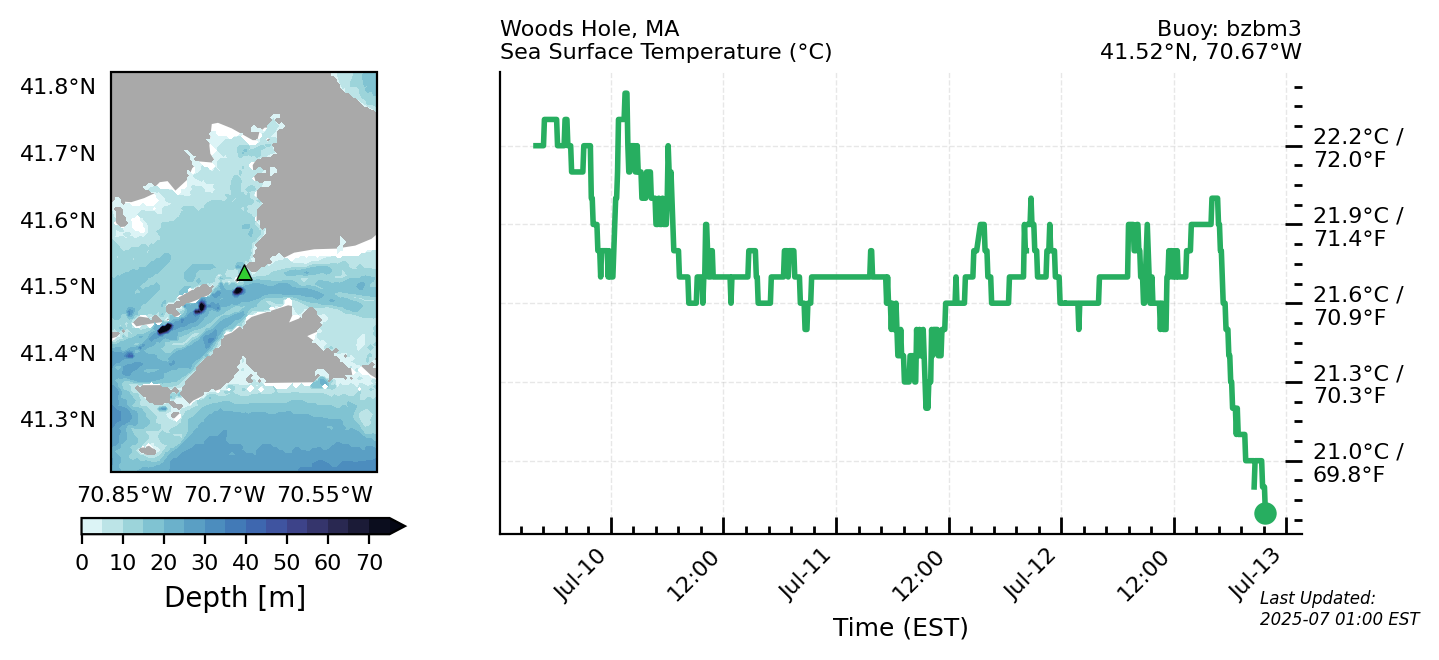 Woods Hole, MA
Sea Surface Temperature (°C)
Buoy: bzbm3
41.52°N, 70.67°W
41.8°N
41.7°N
41.6°N
41.5°N
41.4°N
41.3°N
70.85°W 70.7°W 70.55°W
0 10 20 30 40 50 60 70
Depth [m]
22.2°C /
72.0°F
21.9°C /
71.4°F
21.6°C /
70.9°F
21.3°C /
70.3°F
21.0°C /
69.8°F
Jul-10 12:00 Jul-11 12:00 Jul-12 12:00 Jul-13
Time (EST)
Last Updated:
2025-07 01:00 EST